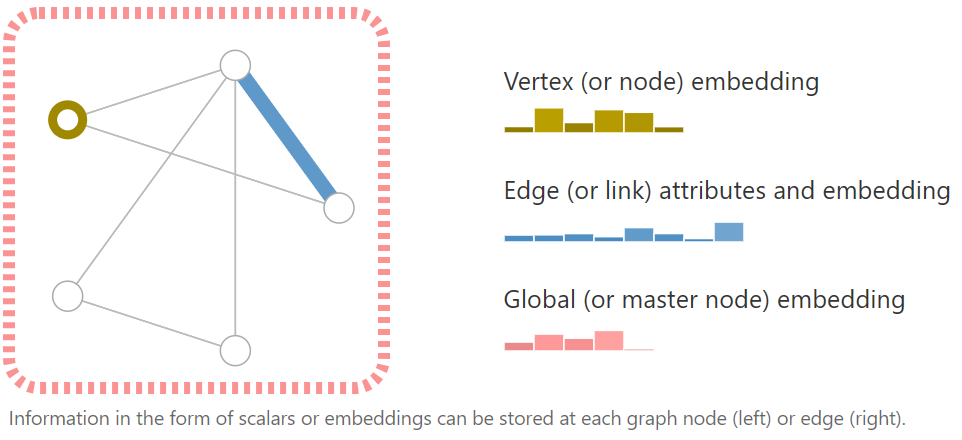 Vertex (or node) embedding
Edge (or link) attributes and embedding
Global (or master node) embedding
Information in the form of scalars or embeddings can be stored at each graph node (left) or edge (right).